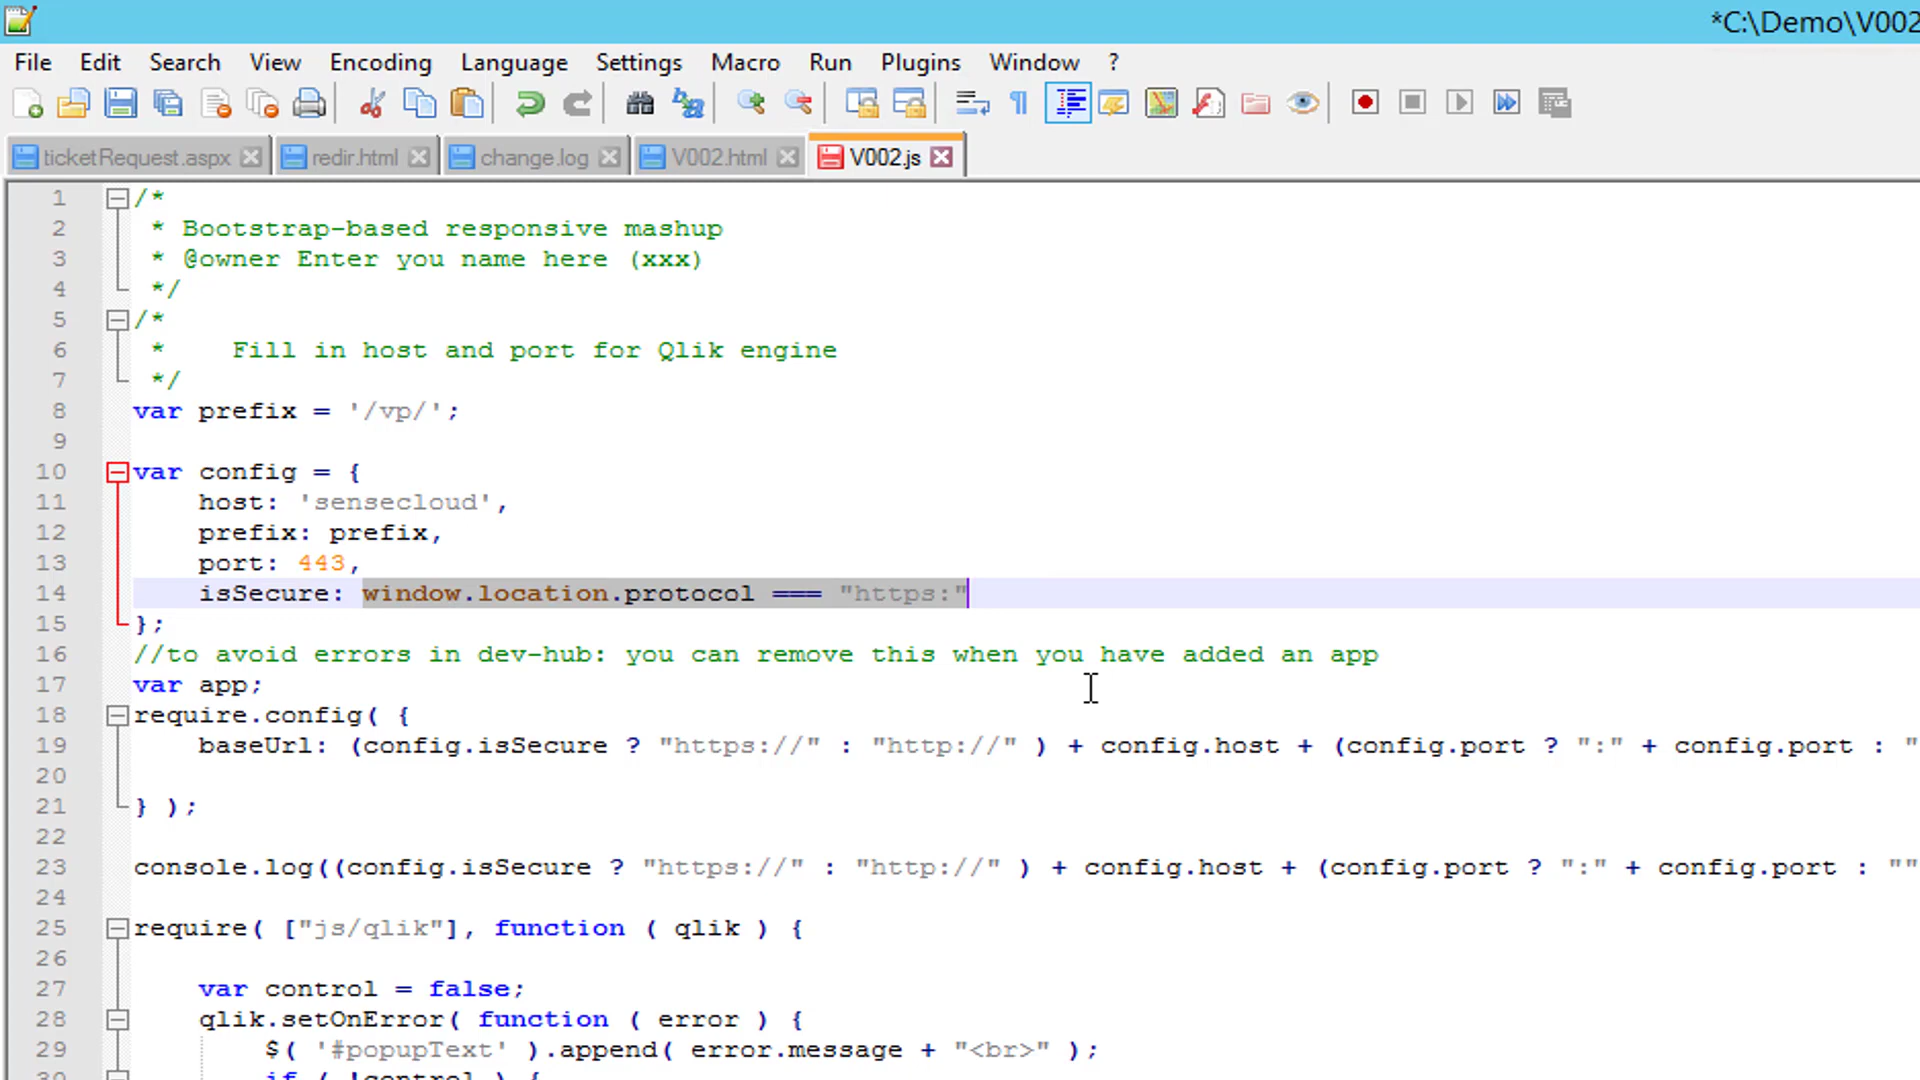 *C:\Demo\V002
File Edit Search View Encoding Language Settings Macro Run Plugins Window ?
ticketRequest.aspx redir.html change.log V002.html V002.js
1 /*
2 * Bootstrap-based responsive mashup
3 * @owner Enter you name here (xxx)
4 */
5 /*
6 * Fill in host and port for Qlik engine
7 */
8 var prefix = '/vp/';
9
10 var config = {
11 host: 'sensecloud',
12 prefix: prefix,
13 port: 443,
14 isSecure: window.location.protocol === "https:"
15 };
16 //to avoid errors in dev-hub: you can remove this when you have added an app
17 var app;
18 require.config( {
19 baseUrl: (config.isSecure ? "https://" : "http://" ) + config.host + (config.port ? ":" + config.port : "
20
21 } );
22
23 console.log((config.isSecure ? "https://" : "http://" ) + config.host + (config.port ? ":" + config.port : ""
24
25 require( ["js/qlik"], function ( qlik ) {
26
27 var control = false;
28 qlik.setOnError( function ( error ) {
29 $( '#popupText' ).append( error.message + "<br>" );
30 if ( !control ) {